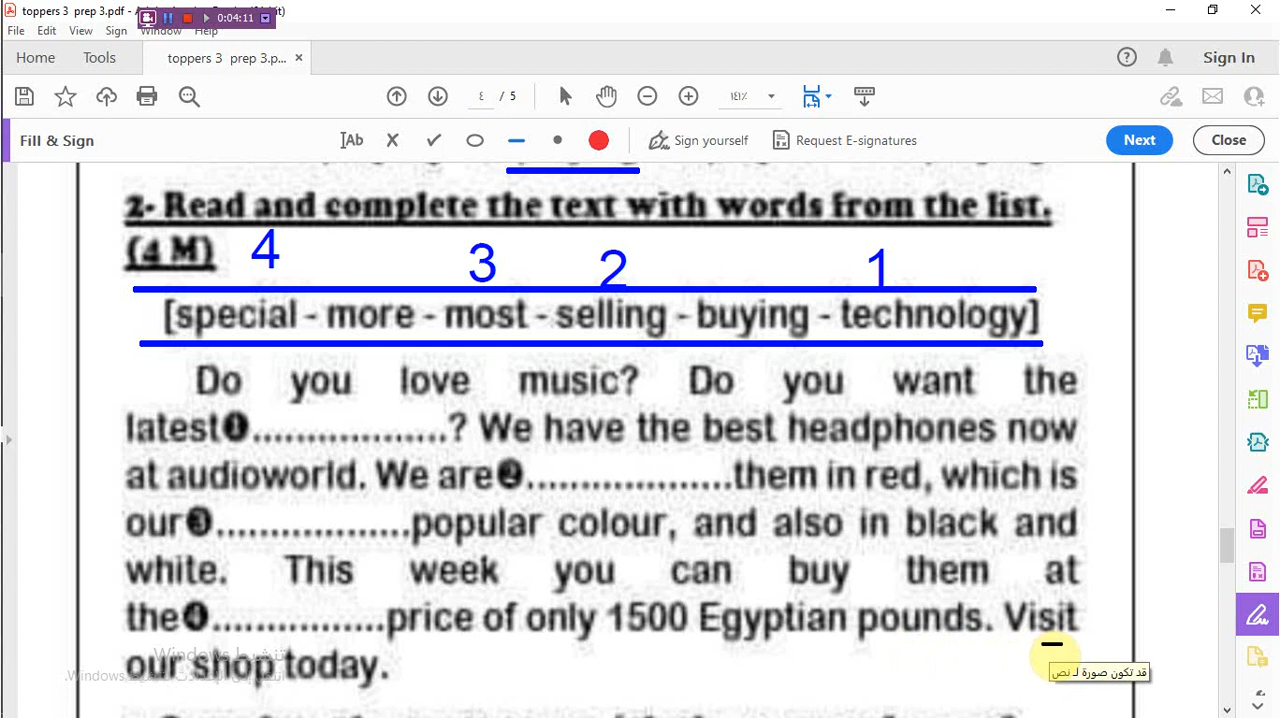 toppers 3 prep 3.pdf - A
0:04:11
File Edit View Sign Window Help
Home Tools toppers 3 prep 3.p... × Sign In
٤ / 5 ١٤١٪
Fill & Sign Ab Sign yourself Request E-signatures Next Close
2- Read and complete the text with words from the list.
(4 M) 4 3 2 1
[special - more - most - selling - buying - technology]
Do you love music? Do you want the
latest❶...................? We have the best headphones now
at audioworld. We are❷....................them in red, which is
our❸...................popular colour, and also in black and
white. This week you can buy them at
the❹.................price of only 1500 Egyptian pounds. Visit
our shop today.
تنشيط Windows
قد تكون صورة لـ نص